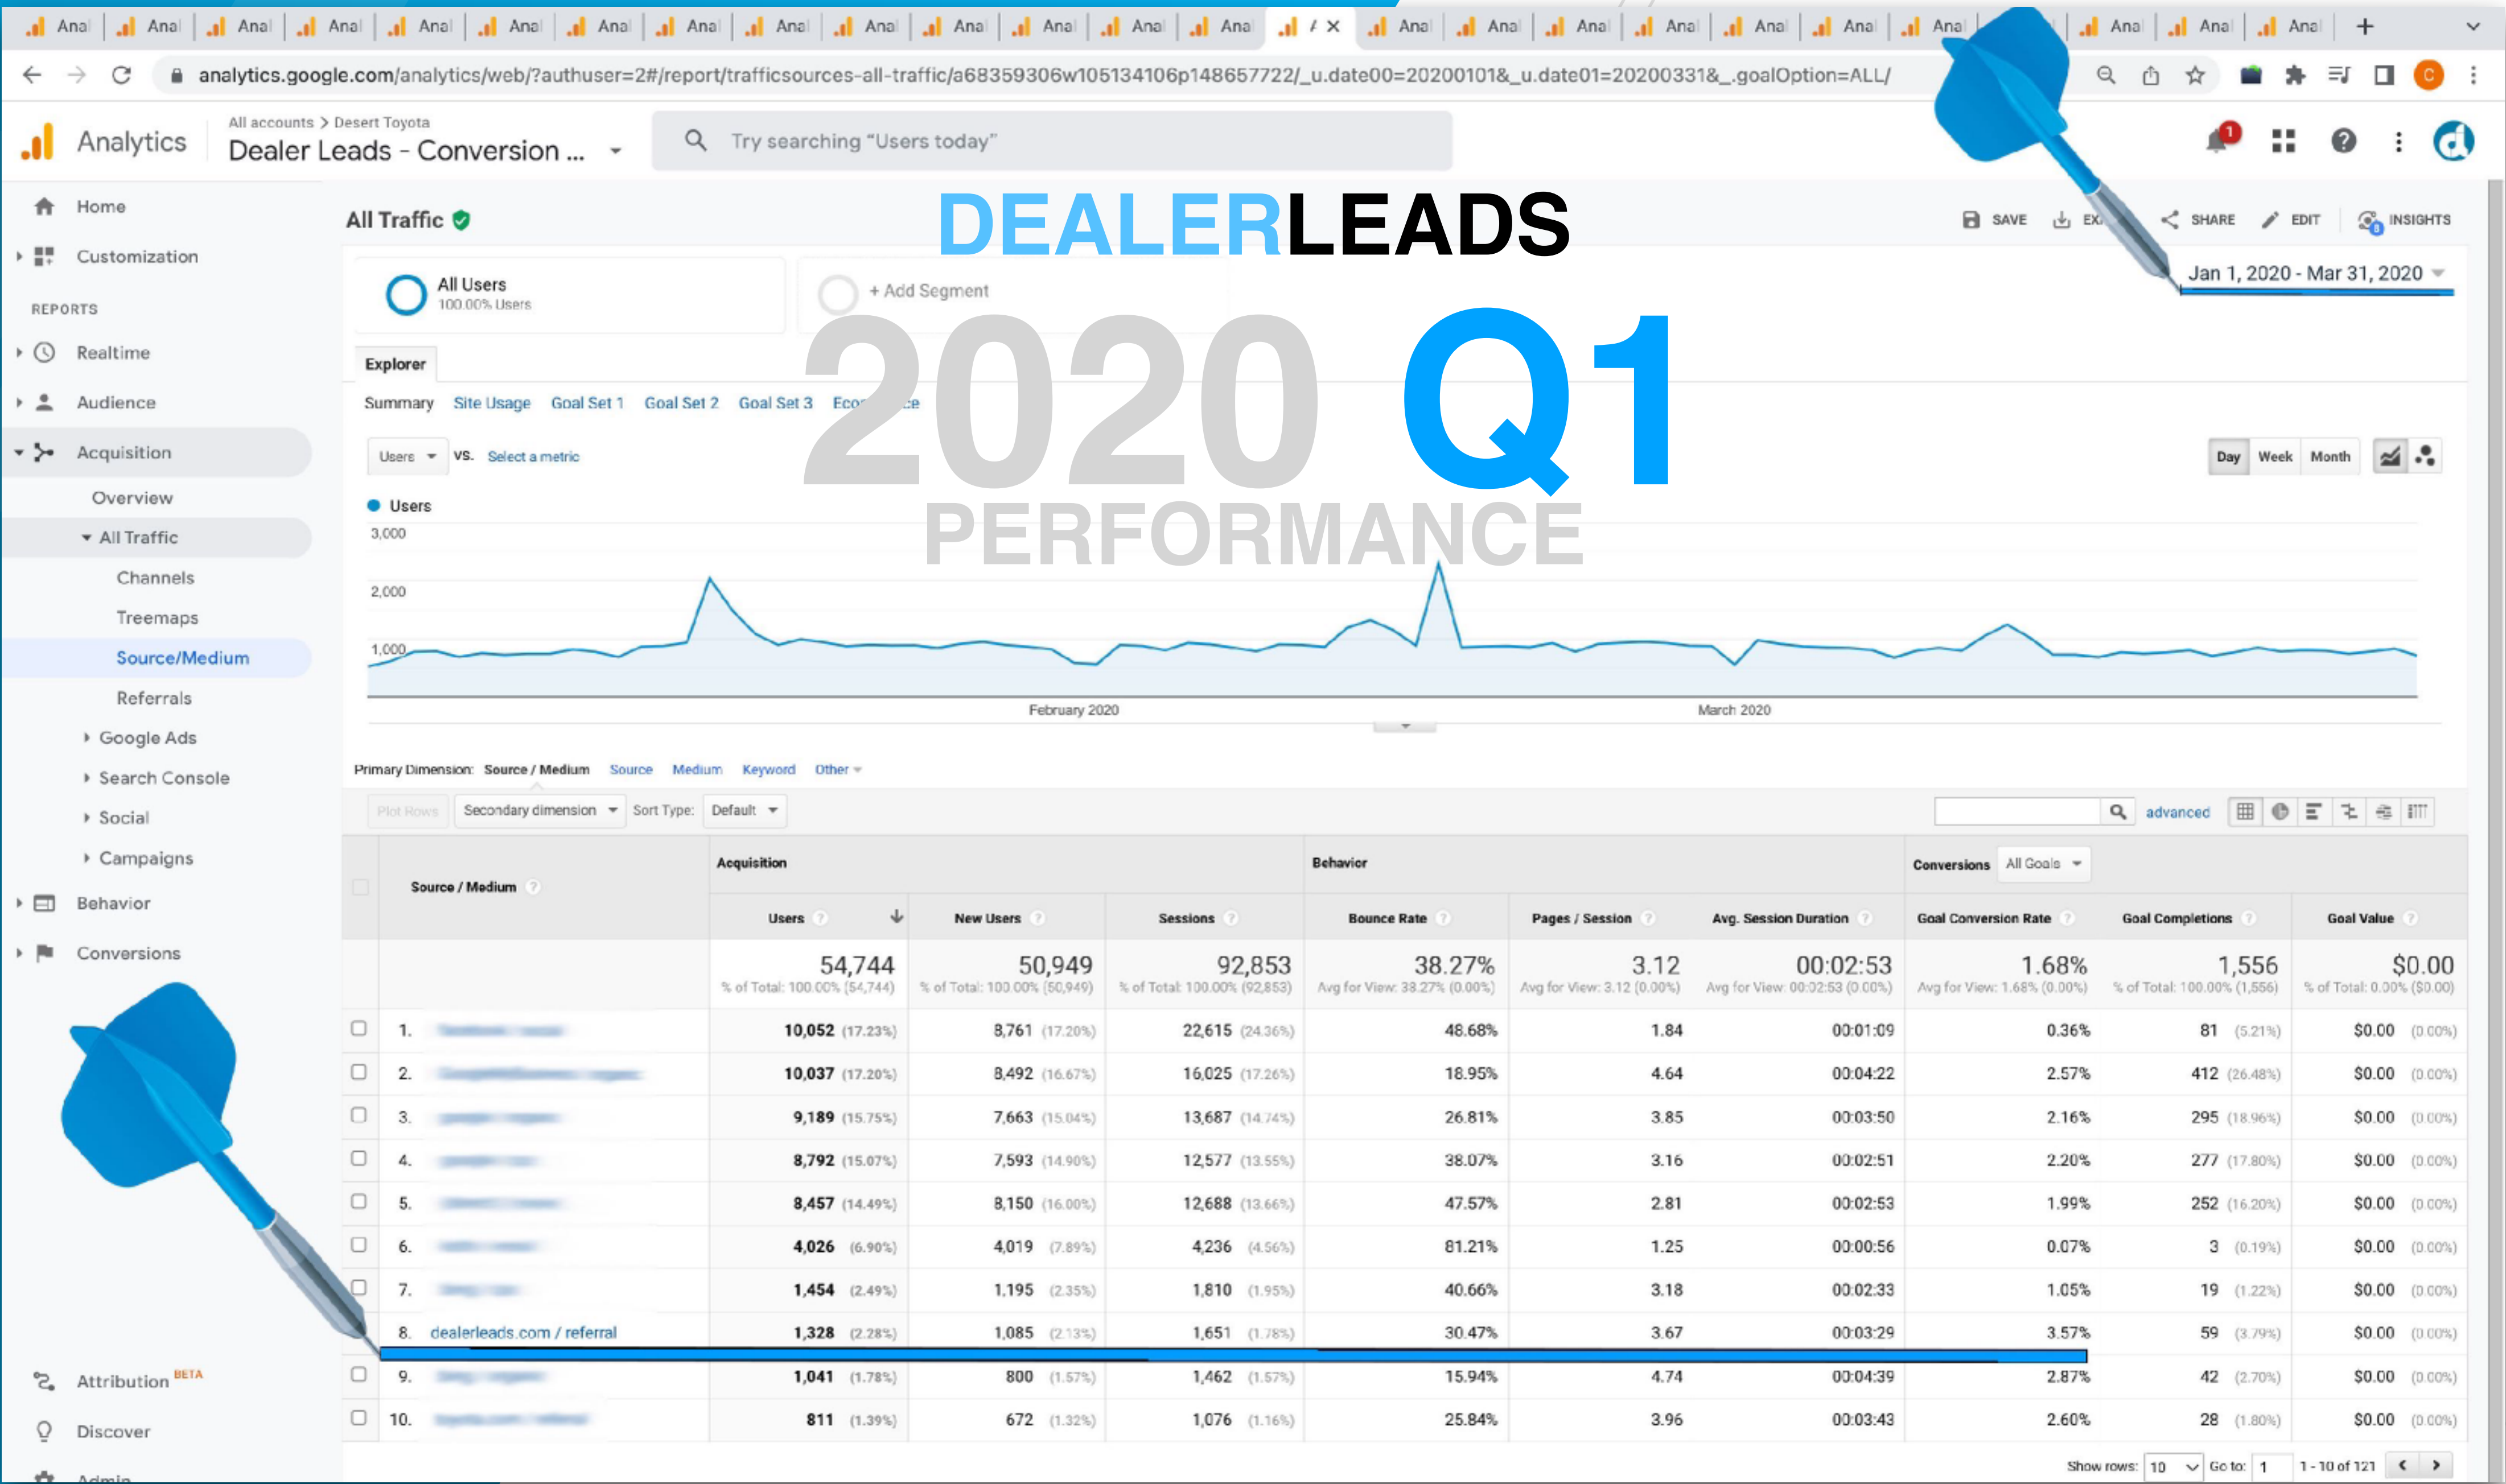 Anal Anal Anal Anal Anal Anal Anal Anal Anal Anal Anal Anal Anal Anal Anal Anal Anal Anal Anal Anal Anal Anal Anal Anal
analytics.google.com/analytics/web/?authuser=2#/report/trafficsources-all-traffic/a68359306w105134106p148657722/_u.date00=20200101&_u.date01=20200331&_.goalOption=ALL/
C
Analytics
All accounts > Desert Toyota
Dealer Leads - Conversion ...
Try searching “Users today”
1
Home
Customization
REPORTS
Realtime
Audience
Acquisition
Overview
All Traffic
Channels
Treemaps
Source/Medium
Referrals
Google Ads
Search Console
Social
Campaigns
Behavior
Conversions
Attribution BETA
Discover
Admin
All Traffic
DEALERLEADS
SAVE SHARE EDIT INSIGHTS
8
All Users
100.00% Users
+ Add Segment
Jan 1, 2020 - Mar 31, 2020
2020 Q1
PERFORMANCE
Explorer
Summary Site Usage Goal Set 1 Goal Set 2 Goal Set 3
Users VS. Select a metric
Day Week Month
Users
3,000
2,000
1,000
February 2020 March 2020
Primary Dimension: Source / Medium Source Medium Keyword Other
Plot Rows Secondary dimension Sort Type: Default advanced
Source / Medium ? Acquisition Behavior Conversions All Goals
Users ? New Users ? Sessions ? Bounce Rate ? Pages / Session ? Avg. Session Duration ? Goal Conversion Rate ? Goal Completions ? Goal Value ?
54,744 50,949 92,853 38.27% 3.12 00:02:53 1.68% 1,556 $0.00
% of Total: 100.00% (54,744) % of Total: 100.00% (50,949) % of Total: 100.00% (92,853) Avg for View: 38.27% (0.00%) Avg for View: 3.12 (0.00%) Avg for View: 00:02:53 (0.00%) Avg for View: 1.68% (0.00%) % of Total: 100.00% (1,556) % of Total: 0.00% ($0.00)
1. 10,052 (17.23%) 8,761 (17.20%) 22,615 (24.36%) 48.68% 1.84 00:01:09 0.36% 81 (5.21%) $0.00 (0.00%)
2. 10,037 (17.20%) 8,492 (16.67%) 16,025 (17.26%) 18.95% 4.64 00:04:22 2.57% 412 (26.48%) $0.00 (0.00%)
3. 9,189 (15.75%) 7,663 (15.04%) 13,687 (14.74%) 26.81% 3.85 00:03:50 2.16% 295 (18.96%) $0.00 (0.00%)
4. 8,792 (15.07%) 7,593 (14.90%) 12,577 (13.55%) 38.07% 3.16 00:02:51 2.20% 277 (17.80%) $0.00 (0.00%)
5. 8,457 (14.49%) 8,150 (16.00%) 12,688 (13.66%) 47.57% 2.81 00:02:53 1.99% 252 (16.20%) $0.00 (0.00%)
6. 4,026 (6.90%) 4,019 (7.89%) 4,236 (4.56%) 81.21% 1.25 00:00:56 0.07% 3 (0.19%) $0.00 (0.00%)
7. 1,454 (2.49%) 1,195 (2.35%) 1,810 (1.95%) 40.66% 3.18 00:02:33 1.05% 19 (1.22%) $0.00 (0.00%)
8. dealerleads.com / referral 1,328 (2.28%) 1,085 (2.13%) 1,651 (1.78%) 30.47% 3.67 00:03:29 3.57% 59 (3.79%) $0.00 (0.00%)
9. 1,041 (1.78%) 800 (1.57%) 1,462 (1.57%) 15.94% 4.74 00:04:39 2.87% 42 (2.70%) $0.00 (0.00%)
10. 811 (1.39%) 672 (1.32%) 1,076 (1.16%) 25.84% 3.96 00:03:43 2.60% 28 (1.80%) $0.00 (0.00%)
Show rows: 10 Go to: 1 1 - 10 of 121